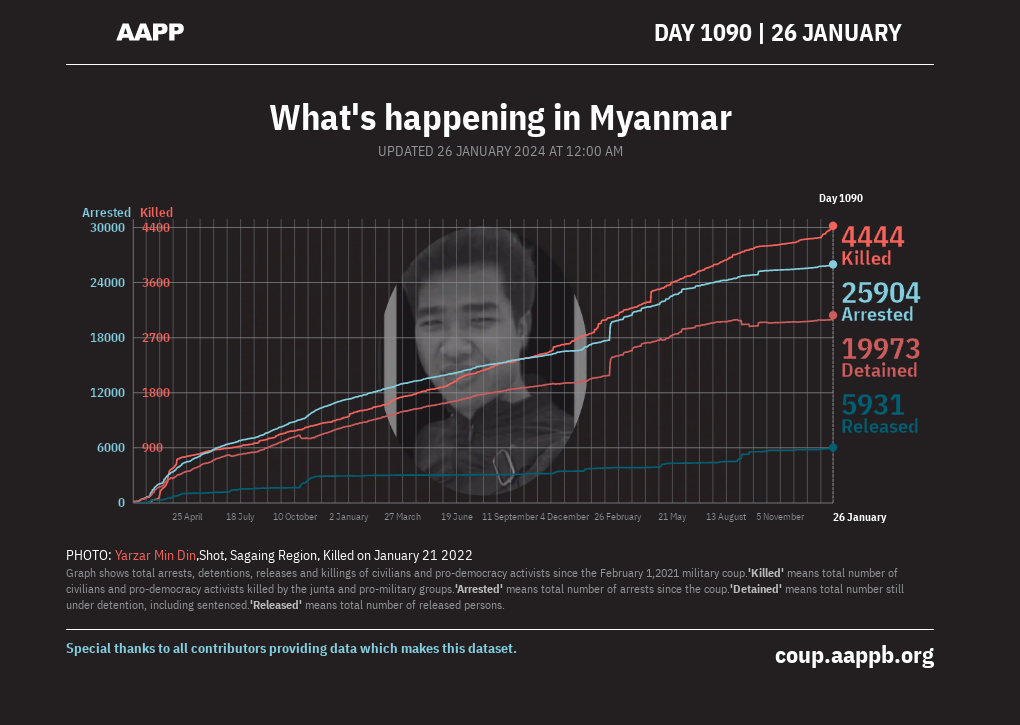 AAPP
DAY 1090 | 26 JANUARY
What's happening in Myanmar
UPDATED 26 JANUARY 2024 AT 12:00 AM
Day 1090
Arrested Killed
30000 4400
24000 3600
18000 2700
12000 1800
6000 900
0
4444
Killed
25904
Arrested
19973
Detained
5931
Released
25 April 18 July 10 October 2 January 27 March 19 June 11 September 4 December 26 February 21 May 13 August 5 November 26 January
PHOTO: Yarzar Min Din,Shot, Sagaing Region, Killed on January 21 2022
Graph shows total arrests, detentions, releases and killings of civilians and pro-democracy activists since the February 1,2021 military coup.'Killed' means total number of
civilians and pro-democracy activists killed by the junta and pro-military groups.'Arrested' means total number of arrests since the coup.'Detained' means total number still
under detention, including sentenced.'Released' means total number of released persons.
Special thanks to all contributors providing data which makes this dataset.
coup.aappb.org